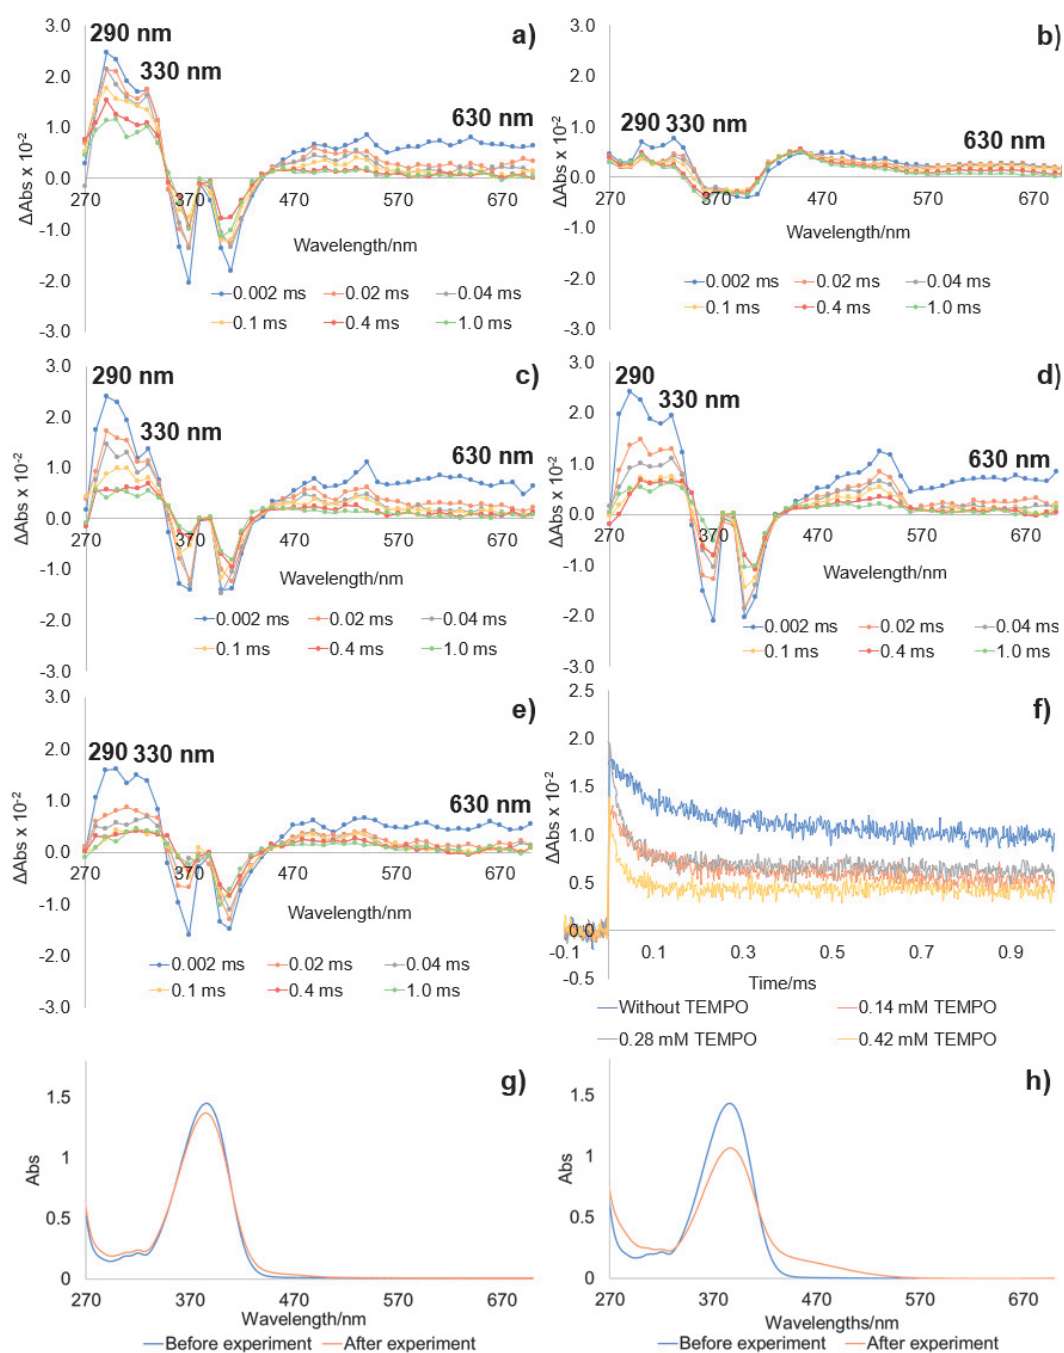 3.0
290 nm
a)
330 nm
2.0
1.0
630 nm
0.0
270 370 470 570 670
-1.0
Wavelength/nm
-2.0
0.002 ms 0.02 ms 0.04 ms
0.1 ms 0.4 ms 1.0 ms
-3.0
ΔAbs x 10-2
3.0
b)
2.0
1.0
290 330 nm
630 nm
0.0
270 370 470 570 670
-1.0
Wavelength/nm
-2.0
0.002 ms 0.02 ms 0.04 ms
0.1 ms 0.4 ms 1.0 ms
-3.0
ΔAbs x 10-2
3.0
290 nm
c)
2.0
330 nm
1.0
630 nm
0.0
270 370 470 570 670
-1.0
Wavelength/nm
-2.0
0.002 ms 0.02 ms 0.04 ms
0.1 ms 0.4 ms 1.0 ms
-3.0
ΔAbs x 10-2
3.0
290
d)
330 nm
2.0
1.0
630 nm
0.0
270 370 470 570 670
-1.0
Wavelength/nm
-2.0
0.002 ms 0.02 ms 0.04 ms
0.1 ms 0.4 ms 1.0 ms
-3.0
ΔAbs x 10-2
3.0
e)
2.0
290 330 nm
1.0
630 nm
0.0
270 370 470 570 670
-1.0
Wavelength/nm
-2.0
0.002 ms 0.02 ms 0.04 ms
0.1 ms 0.4 ms 1.0 ms
-3.0
ΔAbs x 10-2
2.5
f)
2.0
1.5
1.0
0.5
0.0
-0.1 0.1 0.3 0.5 0.7 0.9
-0.5
Time/ms
Without TEMPO 0.14 mM TEMPO
0.28 mM TEMPO 0.42 mM TEMPO
ΔAbs x 10-2
g)
1.5
1
0.5
0
270 370 470 570 670
Wavelength/nm
Before experiment After experiment
Abs
h)
1.5
1
0.5
0
270 370 470 570 670
Wavelengths/nm
Before experiment After experiment
Abs